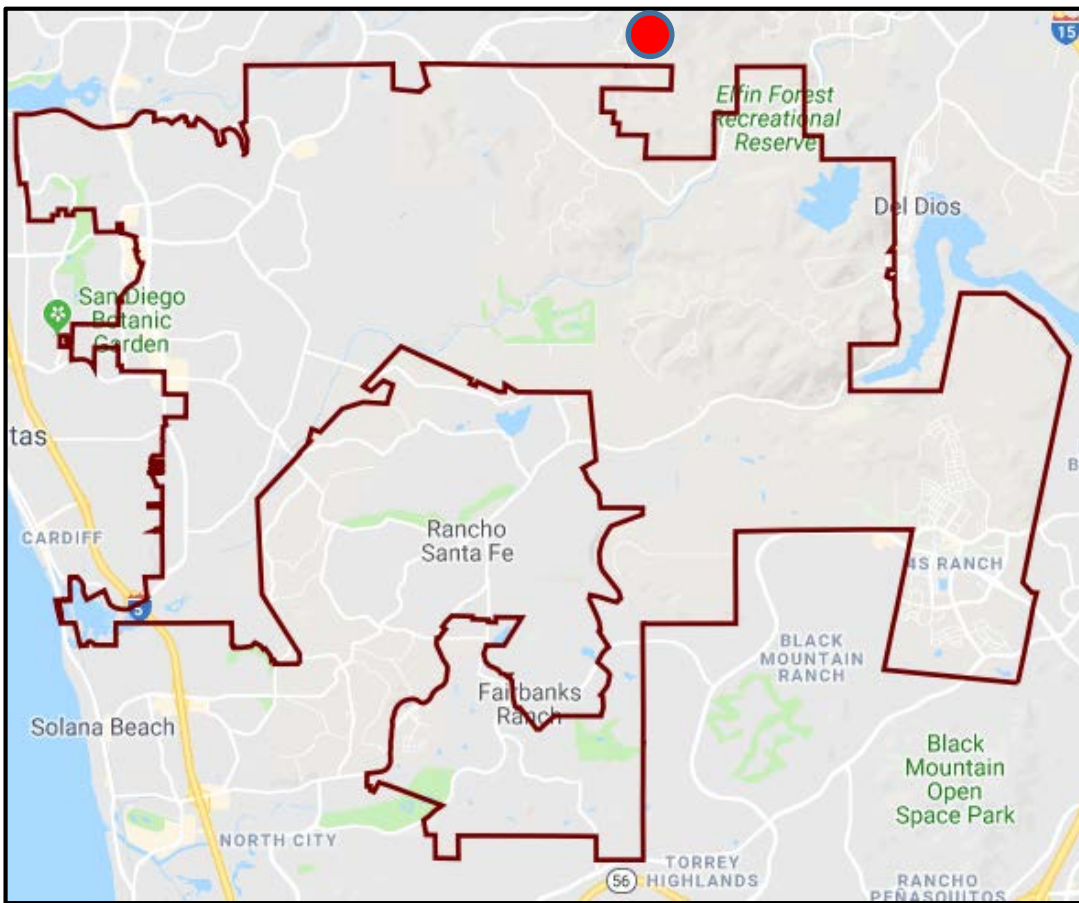 15
Elfin Forest
Recreational
Reserve
Del Dios
San Diego
Botanic
Garden
tas
B
CARDIFF
Rancho
Santa Fe
4S RANCH
5
BLACK
MOUNTAIN
RANCH
Fairbanks
Ranch
Solana Beach
Black
Mountain
Open
Space Park
NORTH CITY
TORREY
HIGHLANDS
56
RANCHO
PEÑASQUITOS